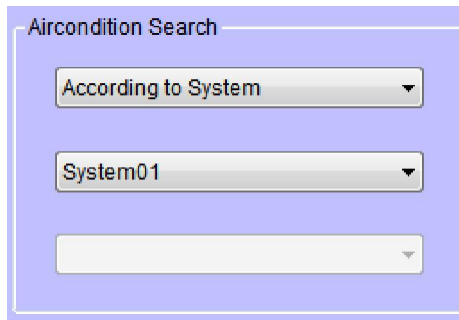 Aircondition Search
According to System
System01